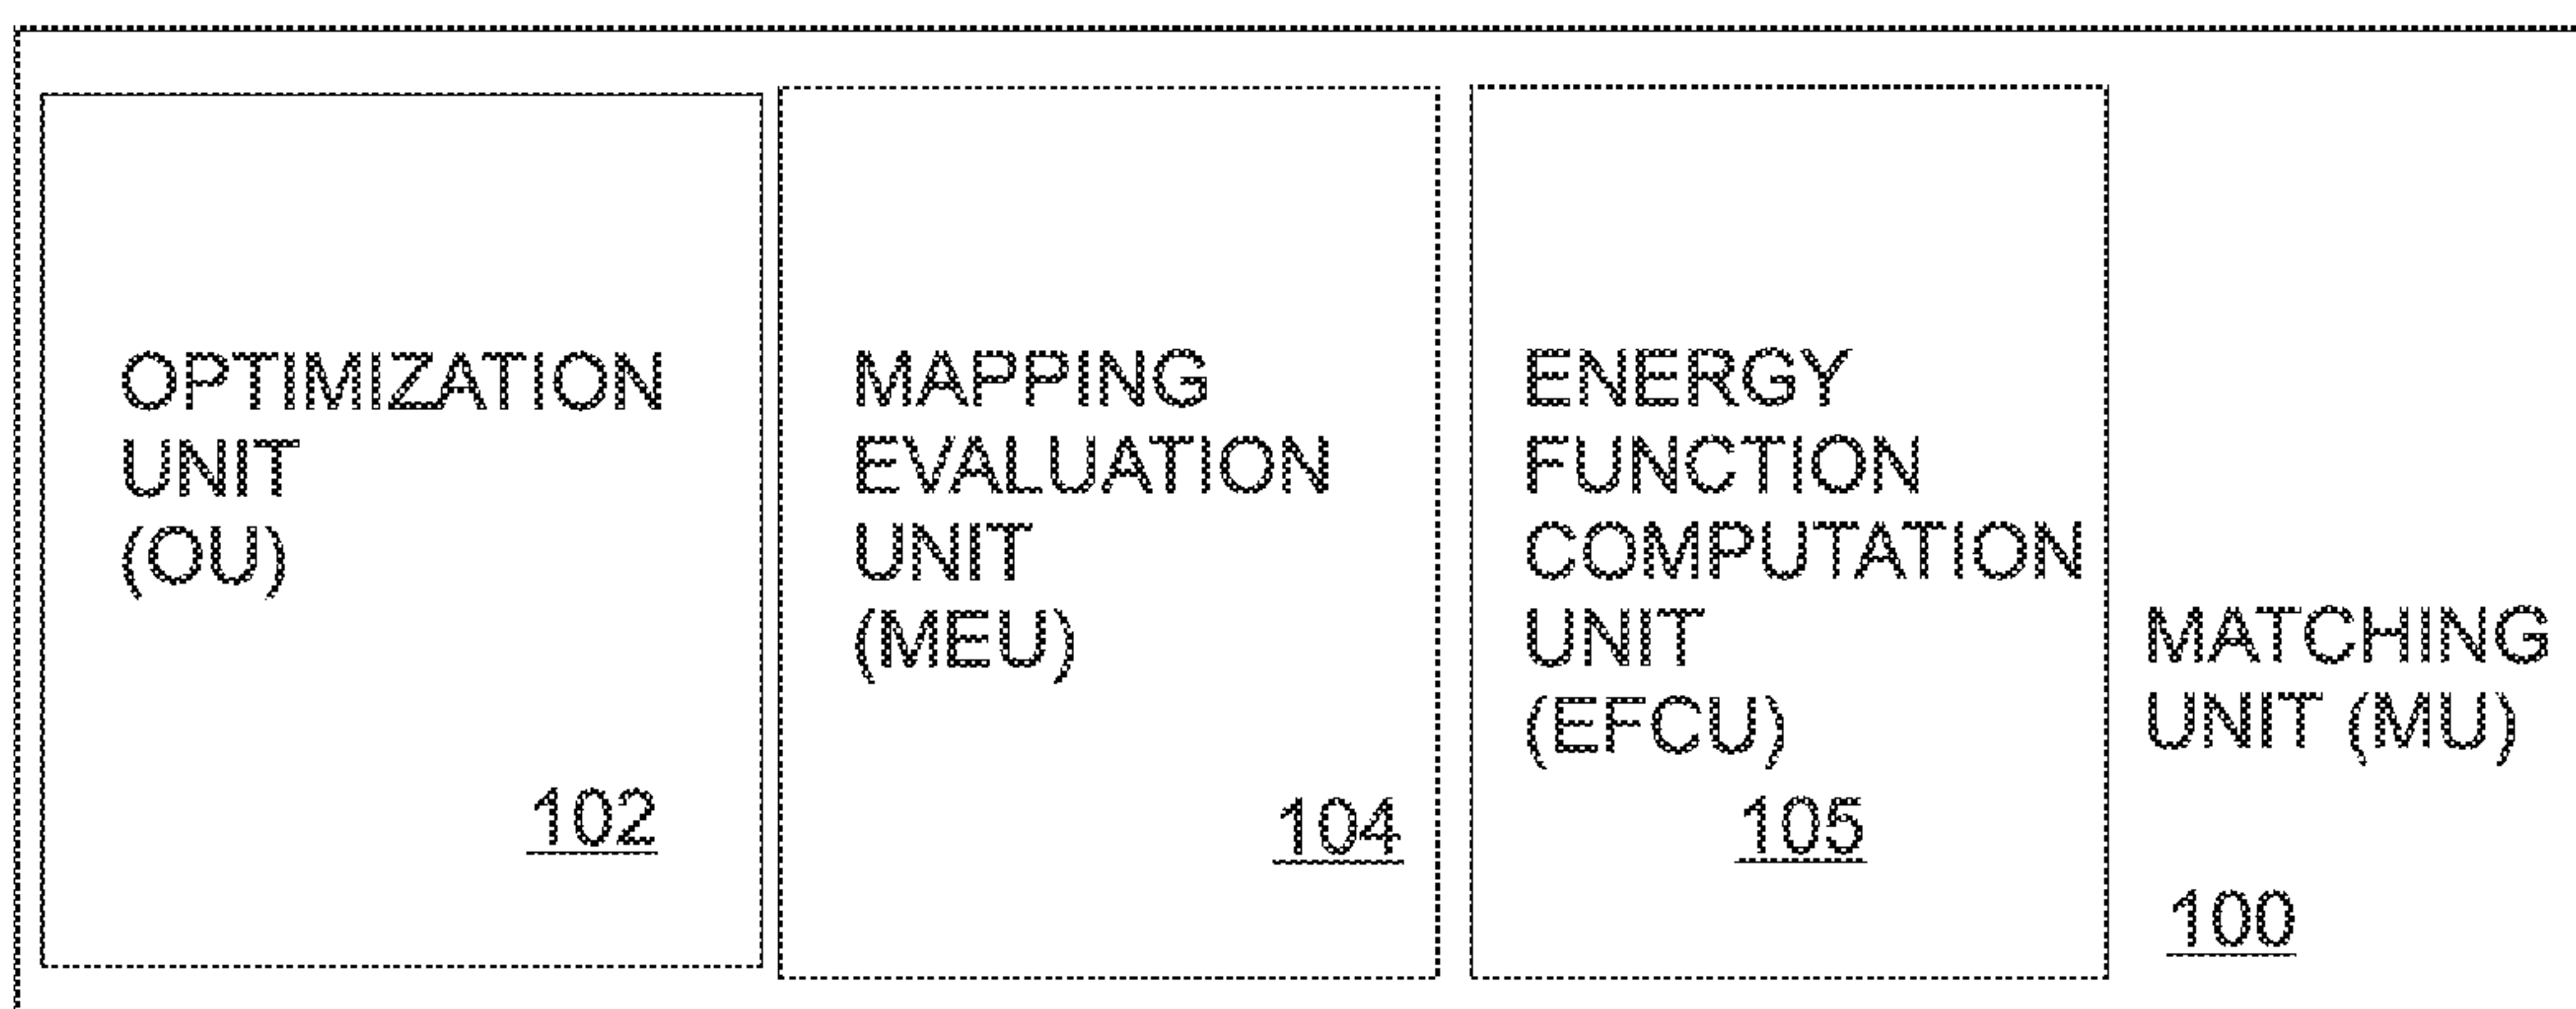 OPTIMIZATION
UNIT
(OU)
102
MAPPING
EVALUATION
UNIT
(MEU)
104
ENERGY
FUNCTION
COMPUTATION
UNIT
(EFCU)
105
MATCHING
UNIT (MU)
100